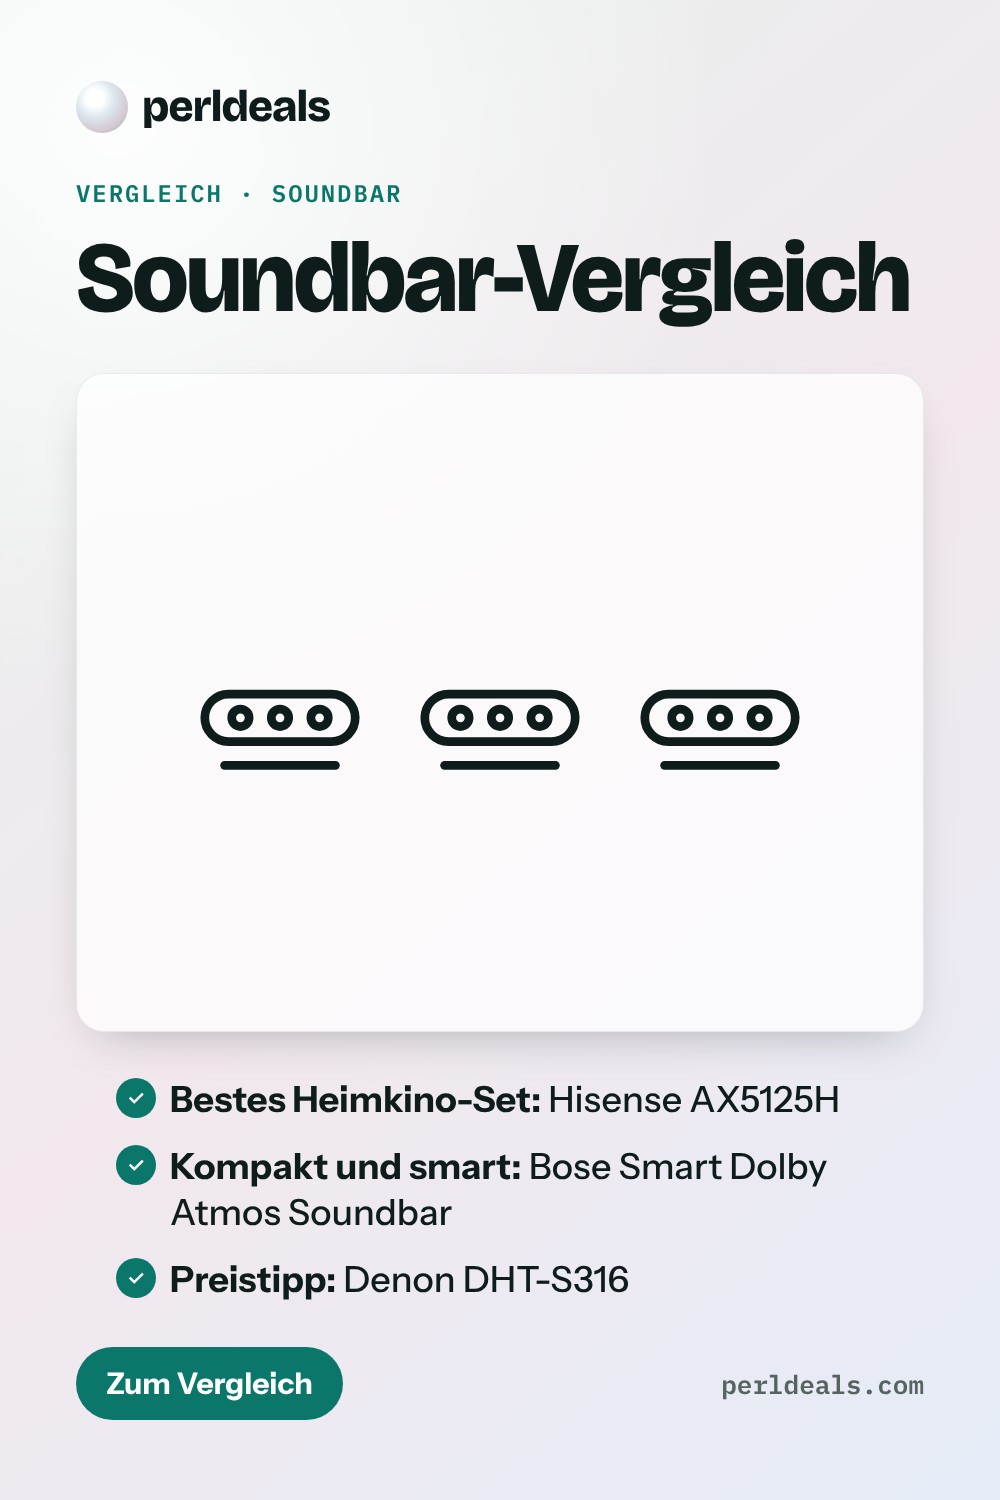 perldeals
VERGLEICH · SOUNDBAR
Soundbar-Vergleich
Bestes Heimkino-Set: Hisense AX5125H
Kompakt und smart: Bose Smart Dolby
Atmos Soundbar
Preistipp: Denon DHT-S316
Zum Vergleich
perldeals.com